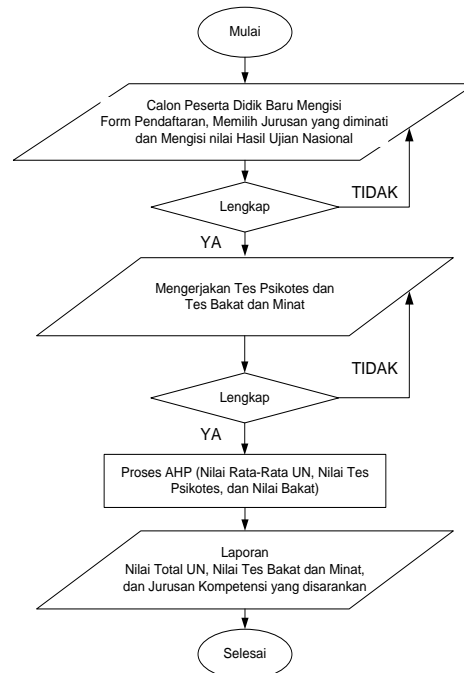 Mulai
Calon Peserta Didik Baru Mengisi
Form Pendaftaran, Memilih Jurusan yang diminati
dan Mengisi nilai Hasil Ujian Nasional
TIDAK
Lengkap
YA
Mengerjakan Tes Psikotes dan
Tes Bakat dan Minat
TIDAK
Lengkap
YA
Proses AHP (Nilai Rata-Rata UN, Nilai Tes
Psikotes, dan Nilai Bakat)
Laporan
Nilai Total UN, Nilai Tes Bakat dan Minat,
dan Jurusan Kompetensi yang disarankan
Selesai